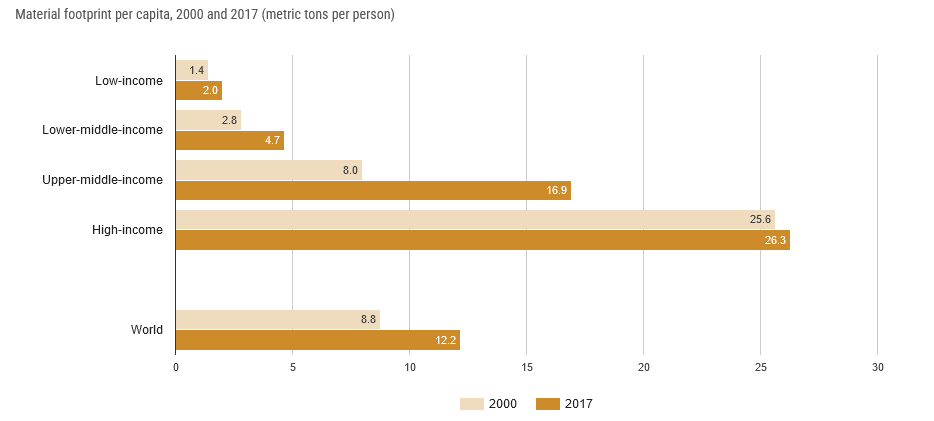 Material footprint per capita, 2000 and 2017 (metric tons per person)
Low-income
1.4
2.0
Lower-middle-income
2.8
4.7
Upper-middle-income
8.0
16.9
High-income
25.6
26.3
World
8.8
12.2
0 5 10 15 20 25 30
2000 2017